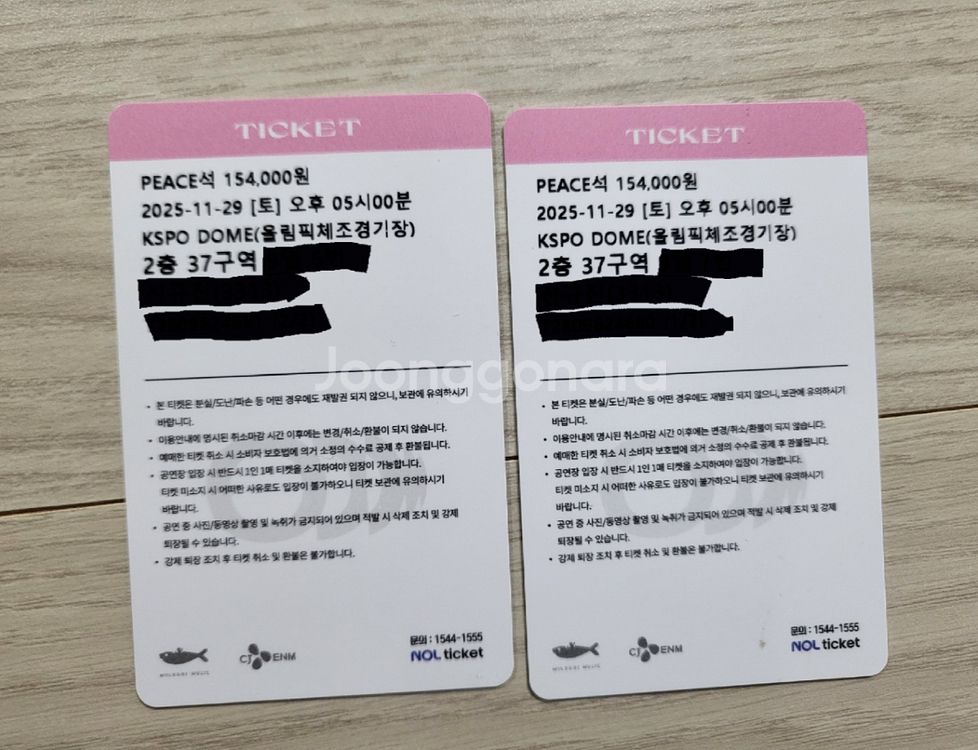 TICKET
PEACE석 154,000원
2025-11-29 [토] 오후 05시00분
KSPO DOME(올림픽체조경기장)
2층 37구역
• 본 티켓은 분실/도난/파손 등 어떤 경우에도 재발권 되지 않으니, 보관에 유의하시기
바랍니다.
• 이용안내에 명시된 취소마감 시간 이후에는 변경/취소/환불이 되지 않습니다.
• 예매한 티켓 취소 시 소비자 보호법에 의거 소정의 수수료 공제 후 환불됩니다.
• 공연장 입장 시 반드시 1인 1매 티켓을 소지하여야 입장이 가능합니다.
티켓 미소지 시 어떠한 사유로도 입장이 불가하오니 티켓 보관에 유의하시기
바랍니다.
• 공연 중 사진/동영상 촬영 및 녹취가 금지되어 있으며 적발 시 삭제 조치 및 강제
퇴장될 수 있습니다.
• 강제 퇴장 조치 후 티켓 취소 및 환불은 불가합니다.
문의 : 1544-1555
CJ ENM
NOL ticket
TICKET
PEACE석 154,000원
2025-11-29 [토] 오후 05시00분
KSPO DOME(올림픽체조경기장)
2층 37구역
• 본 티켓은 분실/도난/파손 등 어떤 경우에도 재발권 되지 않으니, 보관에 유의하시기
바랍니다.
• 이용안내에 명시된 취소마감 시간 이후에는 변경/취소/환불이 되지 않습니다.
• 예매한 티켓 취소 시 소비자 보호법에 의거 소정의 수수료 공제 후 환불됩니다.
• 공연장 입장 시 반드시 1인 1매 티켓을 소지하여야 입장이 가능합니다.
티켓 미소지 시 어떠한 사유로도 입장이 불가하오니 티켓 보관에 유의하시기
바랍니다.
• 공연 중 사진/동영상 촬영 및 녹취가 금지되어 있으며 적발 시 삭제 조치 및 강제
퇴장될 수 있습니다.
• 강제 퇴장 조치 후 티켓 취소 및 환불은 불가합니다.
문의 : 1544-1555
CJ ENM
NOL ticket
Joonggonara